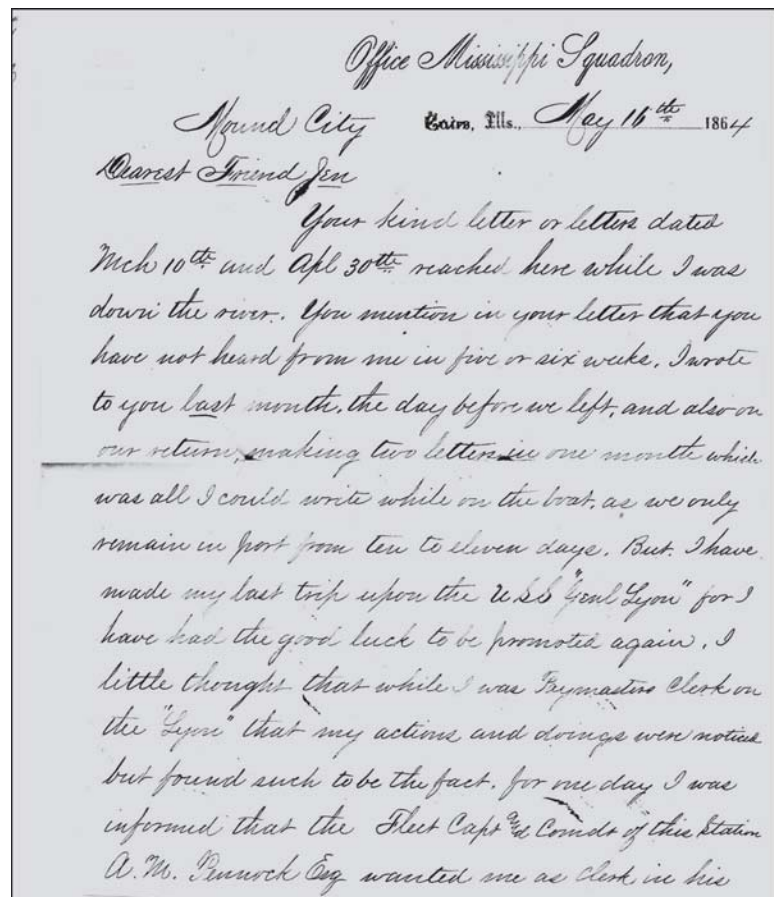 Office Mississippi Squadron,
Mound City Cairo, Ills., May 16th 1864
Dearest Friend Jen
Your kind letter or letters dated
Mch 10th and Apl 30th reached here while I was
down the river. You mention in your letter that you
have not heard from me in five or six weeks. I wrote
to you last month, the day before we left, and also on
our return, making two letters in one month which
was all I could write while on the boat, as we only
remain in port from ten to eleven days. But. I have
made my last trip upon the U.S.S "Genl Lyon" for I
have had the good luck to be promoted again. I
little thought that while I was Paymasters Clerk on
the "Lyon" that my actions and doings were noticed
but found such to be the fact. for one day I was
informed that the Fleet Capt and Comdt of this Station
A. M. Pennock Esq wanted me as Clerk in his